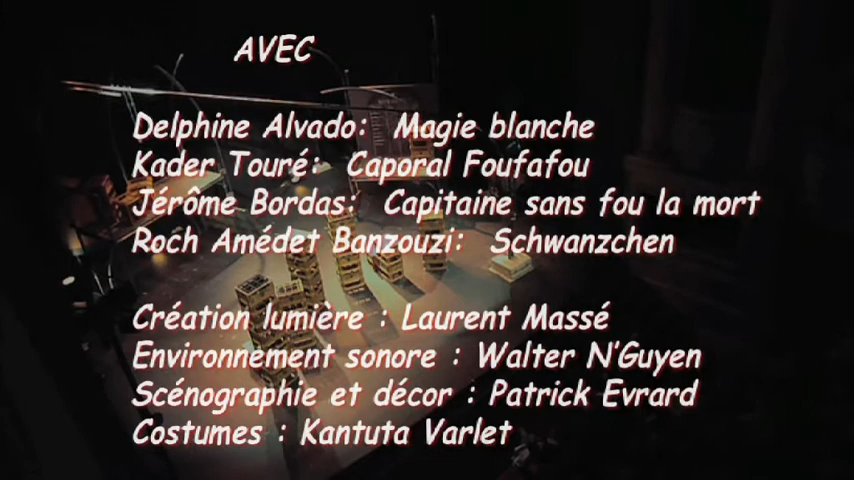 AVEC
Delphine Alvado: Magie blanche
Kader Touré: Caporal Foufafou
Jérôme Bordas: Capitaine sans fou la mort
Roch Amédet Banzouzi: Schwanzchen
Création lumière : Laurent Massé
Environnement sonore : Walter N'Guyen
Scénographie et décor : Patrick Evrard
Costumes : Kantuta Varlet